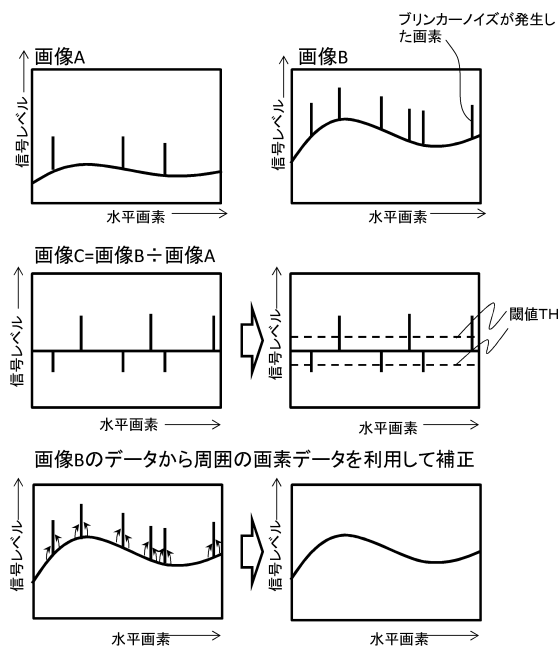 ブリンカーノイズが発生し
た画素
画像A
画像B
信号レベル
信号レベル
水平画素
水平画素
画像C=画像B÷画像A
信号レベル
信号レベル
閾値TH
水平画素
水平画素
画像Bのデータから周囲の画素データを利用して補正
信号レベル
信号レベル
水平画素
水平画素